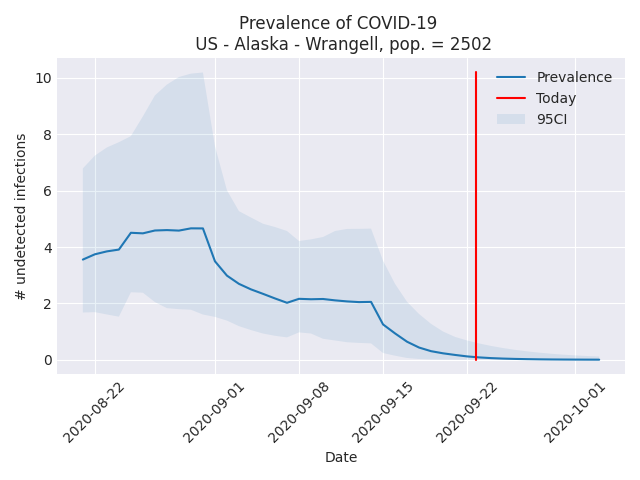 Prevalence of COVID-19
US - Alaska - Wrangell, pop. = 2502
Prevalence
Today
95CI
# undetected infections
10
8
6
4
2
0
2020-08-22
2020-09-01
2020-09-08
2020-09-15
2020-09-22
2020-10-01
Date